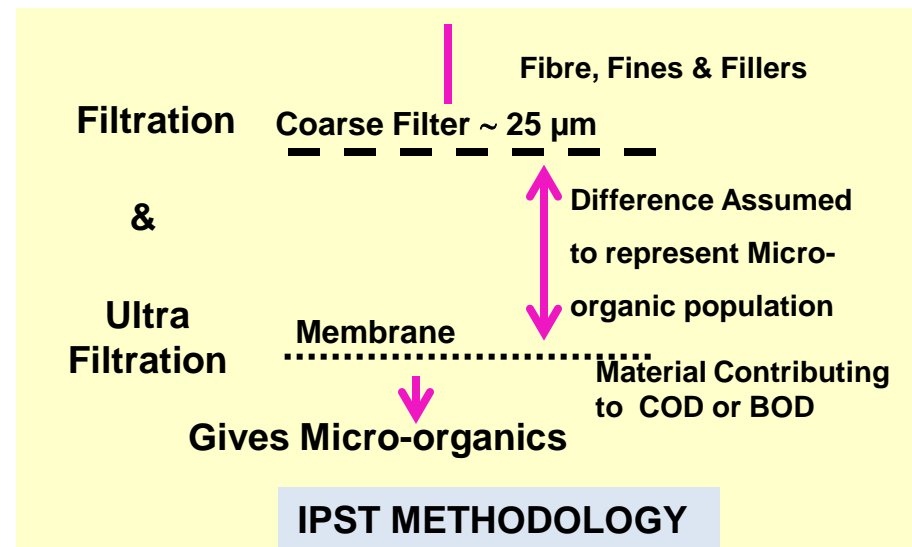 Fibre, Fines & Fillers
Filtration
Coarse Filter ~ 25 µm
Difference Assumed
to represent Micro-
organic population
&
Ultra
Filtration
Membrane
Material Contributing
to COD or BOD
Gives Micro-organics
IPST METHODOLOGY